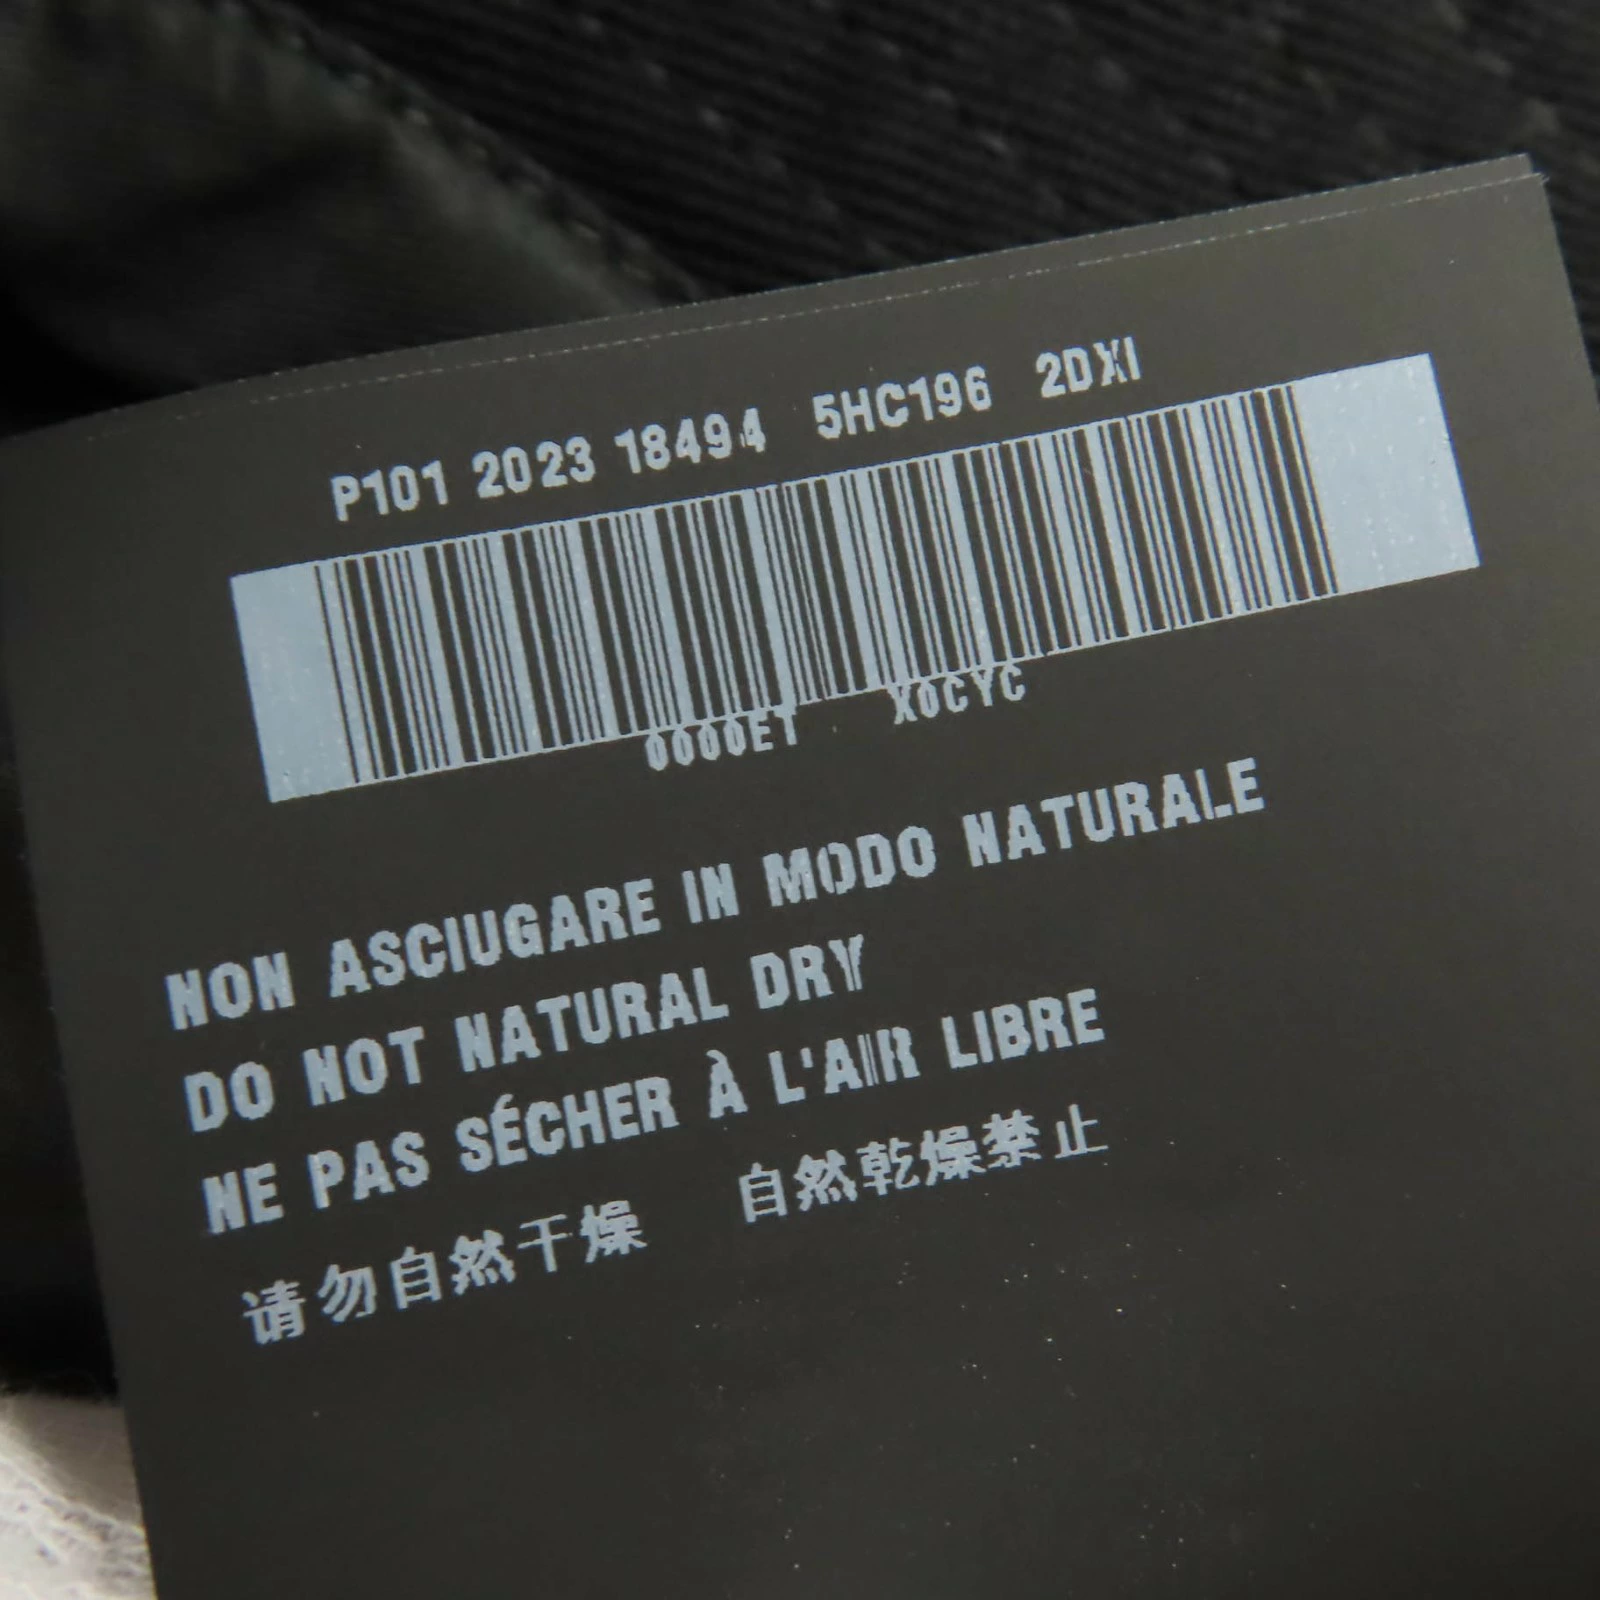 P101 2023 18494 5HC196 2DXI
0000ET X0CYC
NON ASCIUGARE IN MODO NATURALE
DO NOT NATURAL DRY
NE PAS SÉCHER À L'AIR LIBRE
请勿自然干燥 自然乾燥禁止